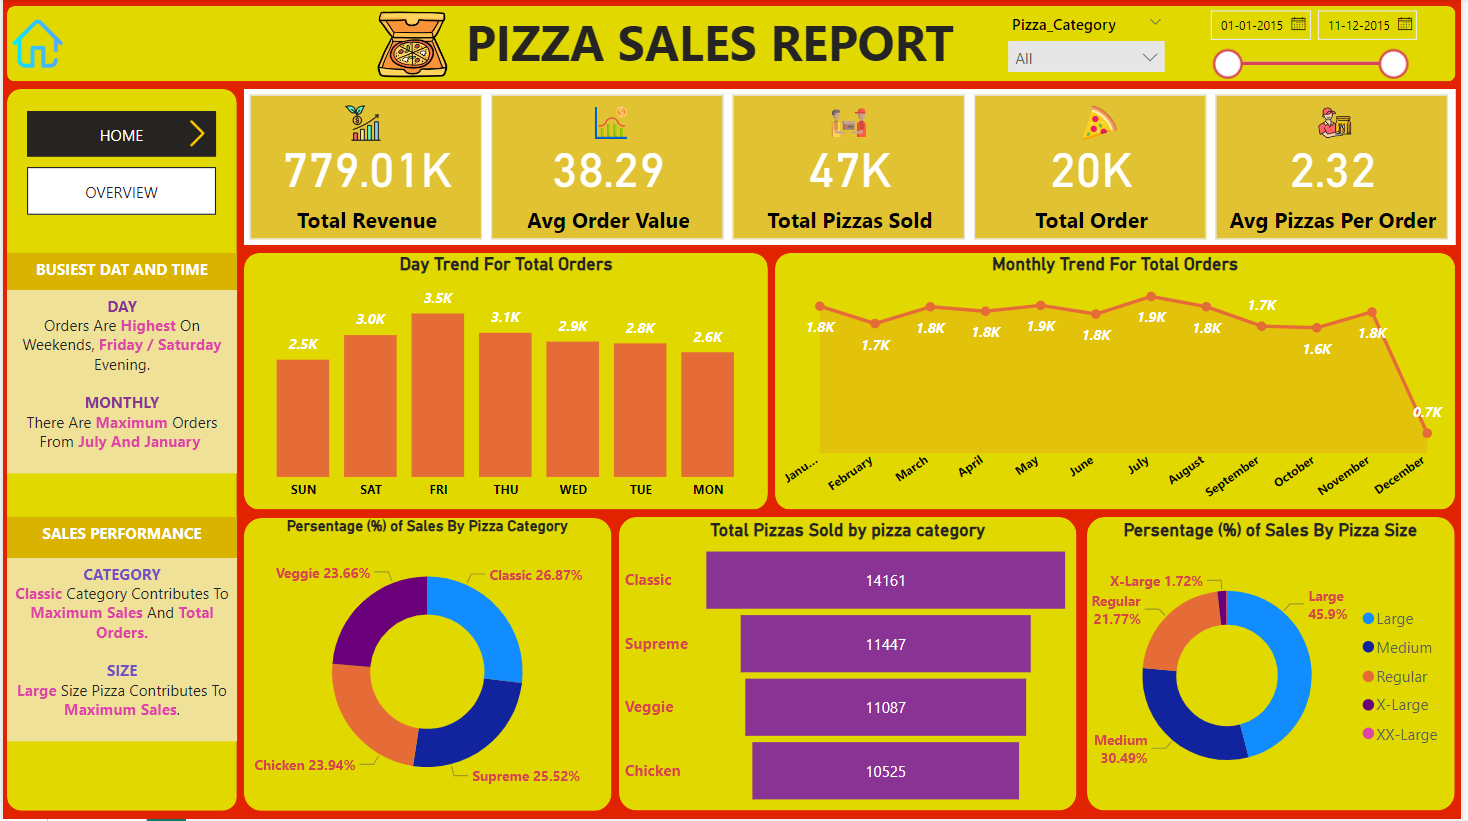 PIZZA SALES REPORT
Pizza_Category
All
01-01-2015
11-12-2015
HOME
OVERVIEW
779.01K
Total Revenue
38.29
Avg Order Value
47K
Total Pizzas Sold
20K
Total Order
2.32
Avg Pizzas Per Order
BUSIEST DAT AND TIME
DAY
Orders Are Highest On
Weekends, Friday / Saturday
Evening.
MONTHLY
There Are Maximum Orders
From July And January
SALES PERFORMANCE
CATEGORY
Classic Category Contributes To
Maximum Sales And Total
Orders.
SIZE
Large Size Pizza Contributes To
Maximum Sales.
Day Trend For Total Orders
2.5K
3.0K
3.5K
3.1K
2.9K
2.8K
2.6K
SUN
SAT
FRI
THU
WED
TUE
MON
Monthly Trend For Total Orders
1.8K
1.7K
1.8K
1.8K
1.9K
1.8K
1.9K
1.8K
1.7K
1.6K
1.8K
0.7K
Janu...
February
March
April
May
June
July
August
September
October
November
December
Persentage (%) of Sales By Pizza Category
Veggie 23.66%
Classic 26.87%
Chicken 23.94%
Supreme 25.52%
Total Pizzas Sold by pizza category
Classic
14161
Supreme
11447
Veggie
11087
Chicken
10525
Persentage (%) of Sales By Pizza Size
X-Large 1.72%
Regular
21.77%
Large
45.9%
Medium
30.49%
Large
Medium
Regular
X-Large
XX-Large